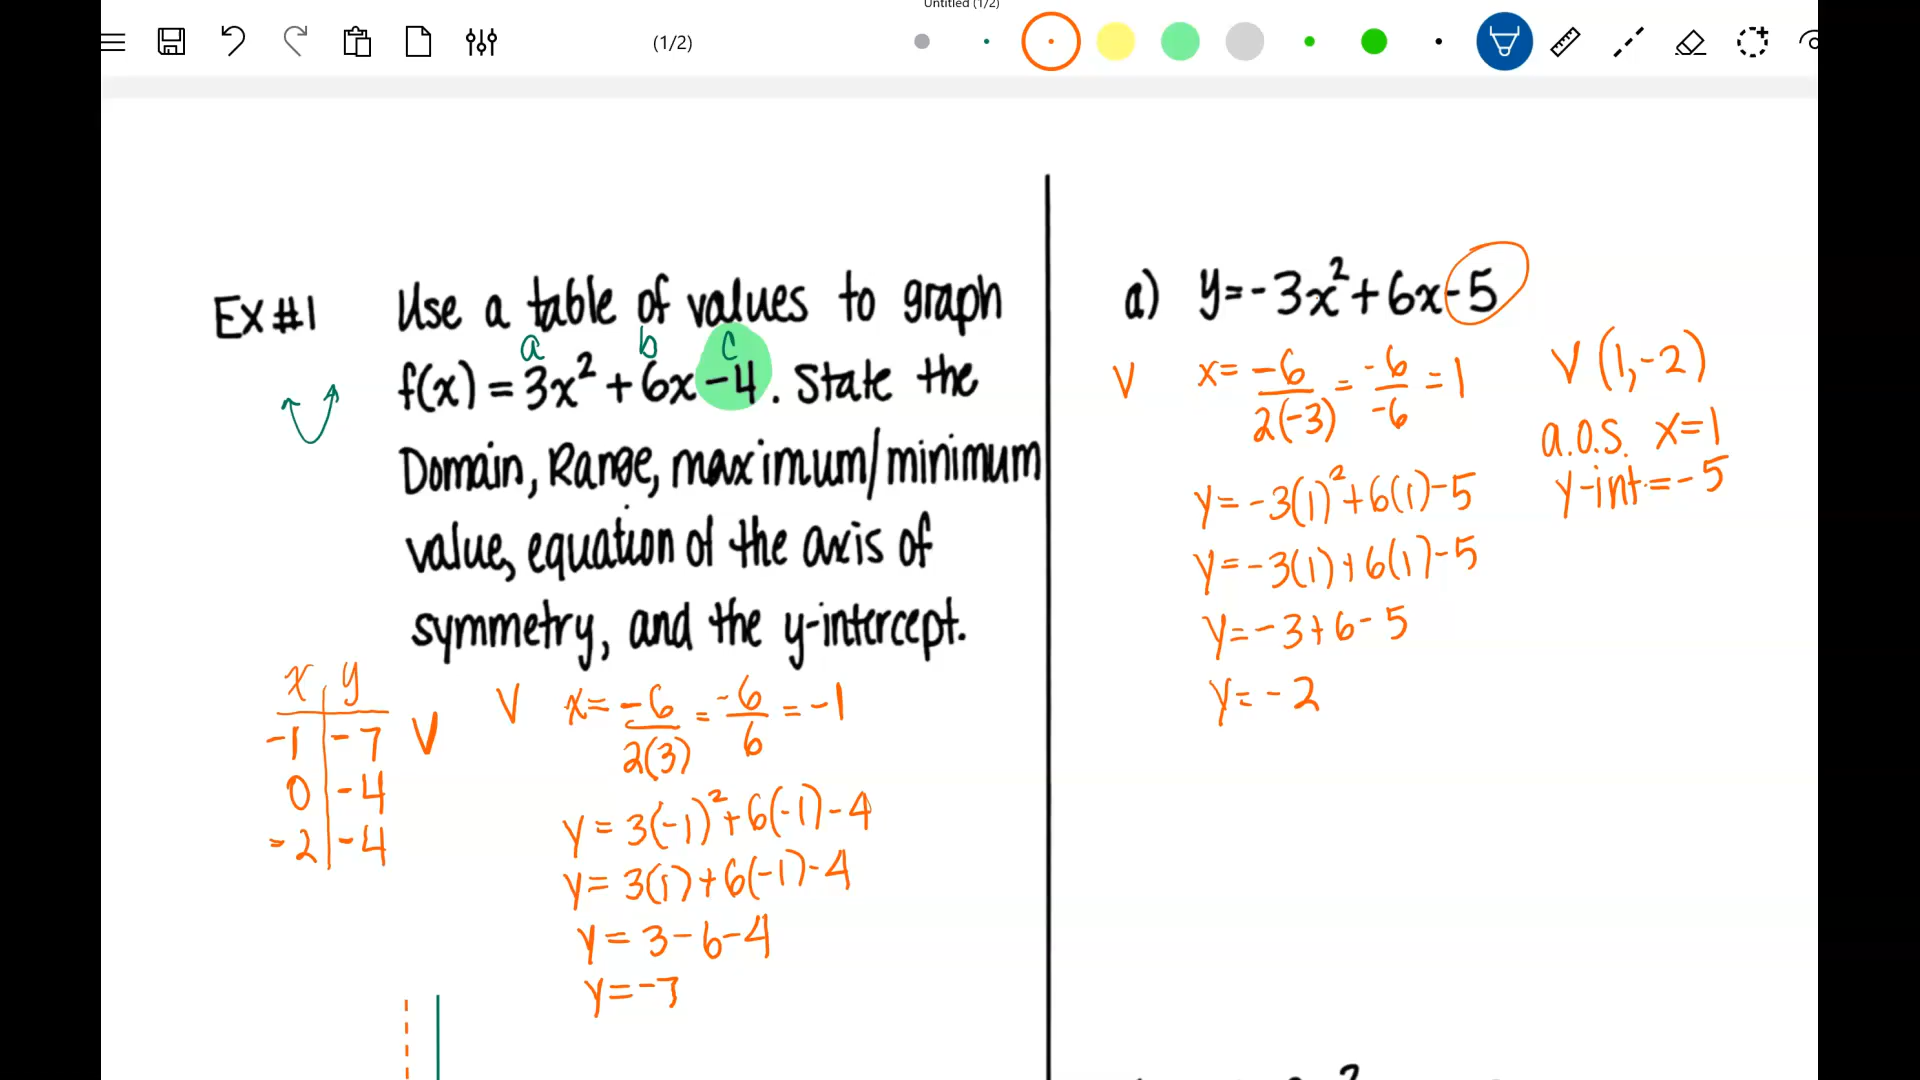 Untitled (1/2)
(1/2)
Ex #1 Use a table of values to graph
a b c
f(x) = 3x² + 6x - 4. State the
Domain, Range, maximum/minimum
value, equation of the axis of
symmetry, and the y-intercept.
x y
-1 -7 V
0 -4
-2 -4
V x = -6/2(3) = -6/6 = -1
y = 3(-1)² + 6(-1) - 4
y = 3(1) + 6(-1) - 4
y = 3 - 6 - 4
y = -7
a) y = -3x² + 6x - 5
V x = -6/2(-3) = -6/-6 = 1
y = -3(1)² + 6(1) - 5
y = -3(1) + 6(1) - 5
y = -3 + 6 - 5
y = -2
V (1, -2)
a.o.s. x = 1
y-int. = -5